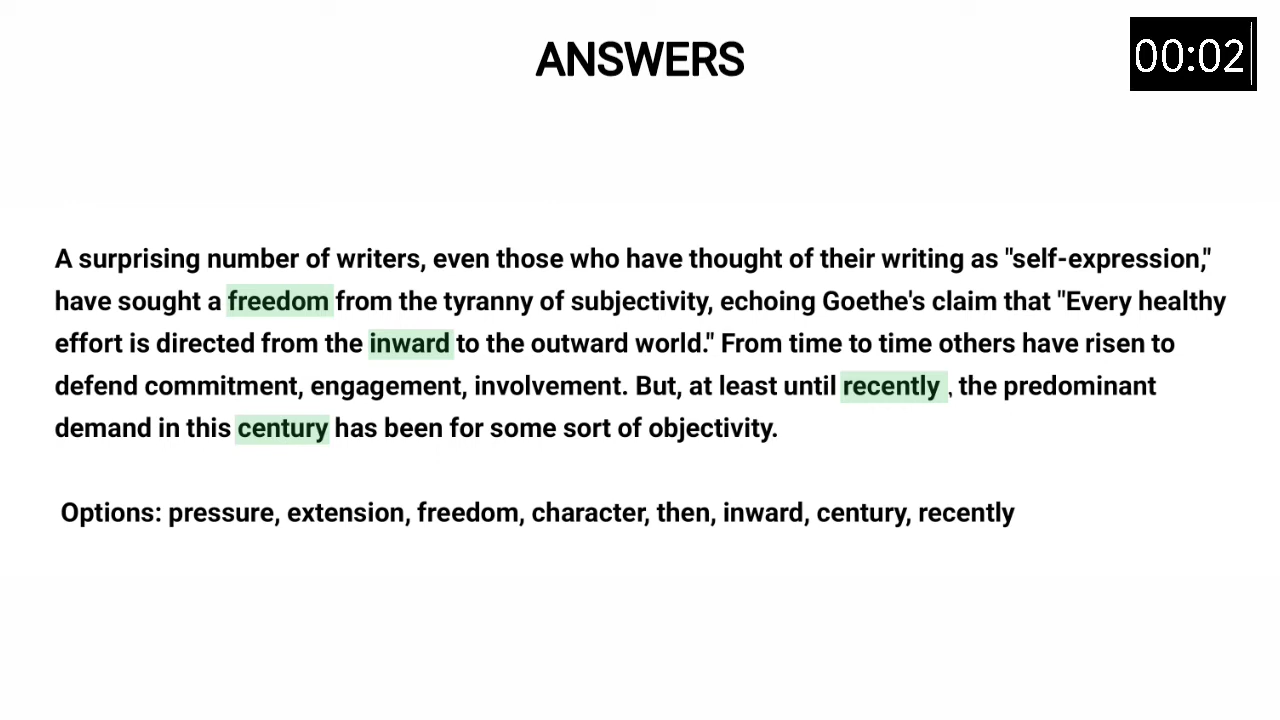 ANSWERS
00:02
A surprising number of writers, even those who have thought of their writing as "self-expression,"
have sought a freedom from the tyranny of subjectivity, echoing Goethe's claim that "Every healthy
effort is directed from the inward to the outward world." From time to time others have risen to
defend commitment, engagement, involvement. But, at least until recently , the predominant
demand in this century has been for some sort of objectivity.
Options: pressure, extension, freedom, character, then, inward, century, recently